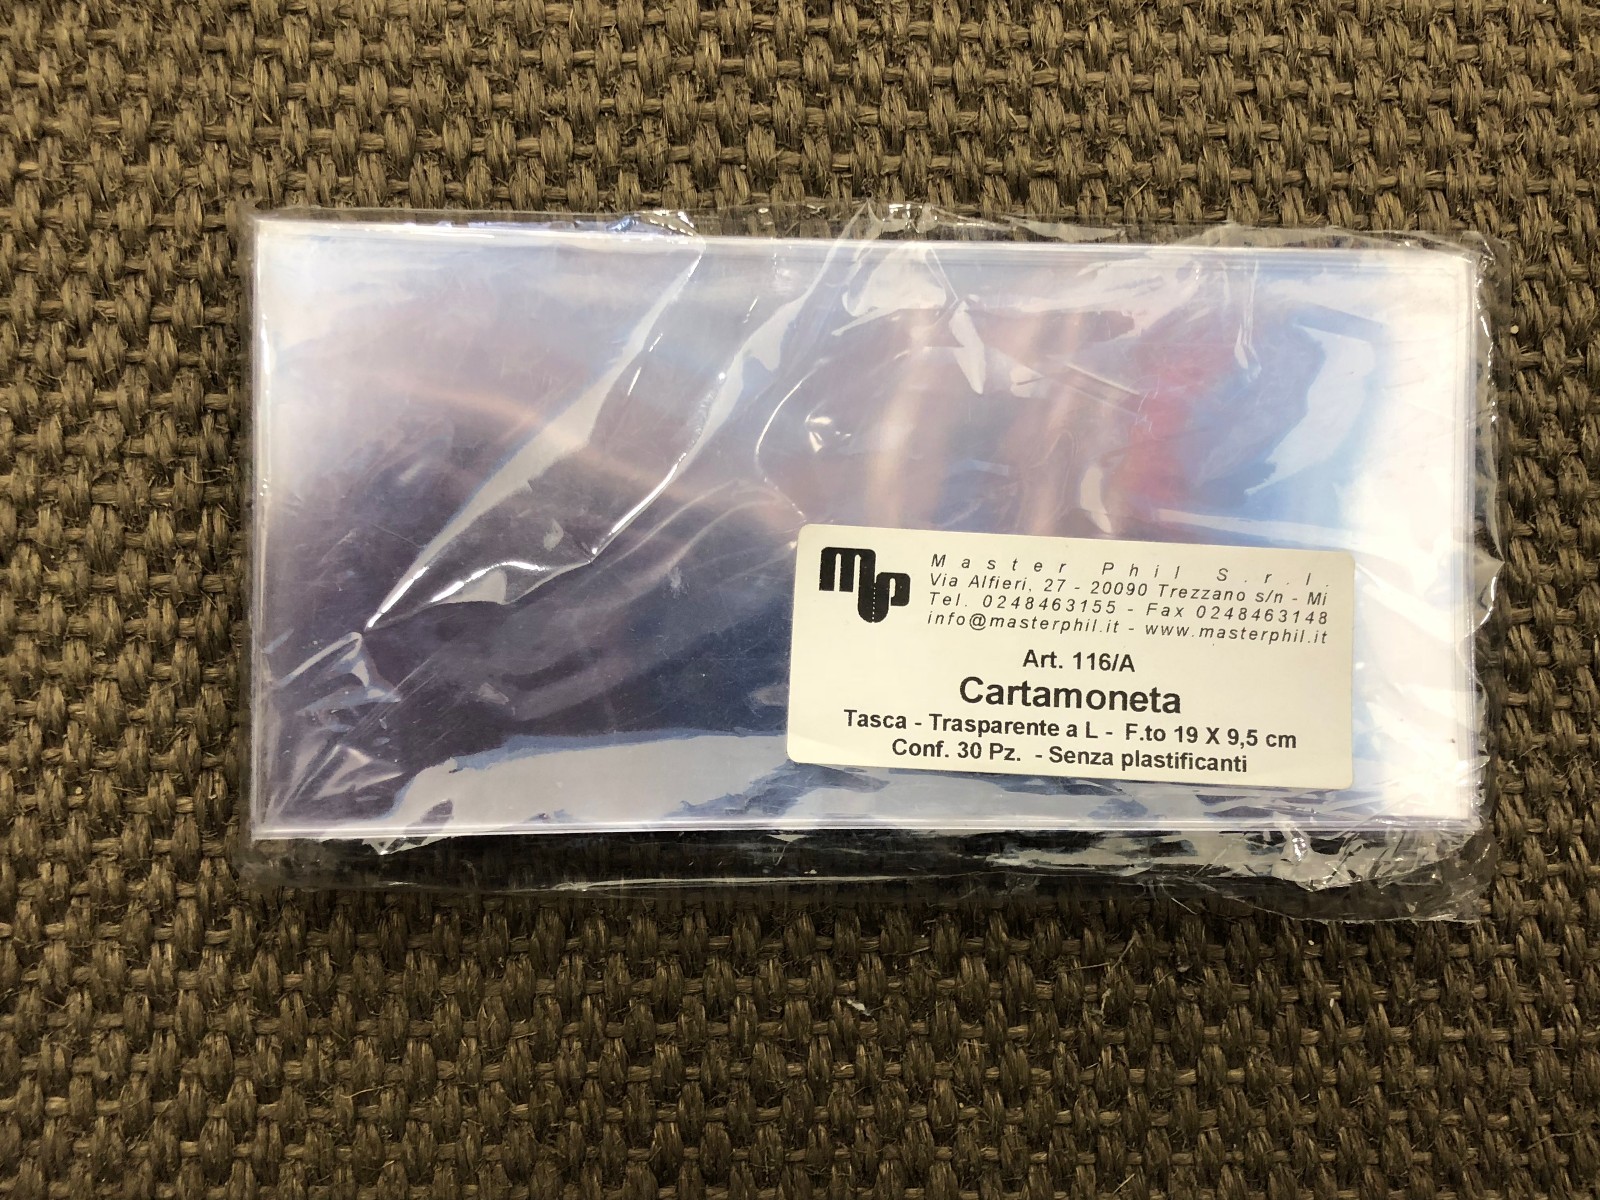 mp
Master Phil S.r.l.
Via Alfieri, 27 - 20090 Trezzano s/n - Mi
Tel. 0248463155 - Fax 0248463148
info@masterphil.it - www.masterphil.it
Art. 116/A
Cartamoneta
Tasca - Trasparente a L - F.to 19 X 9,5 cm
Conf. 30 Pz. - Senza plastificanti